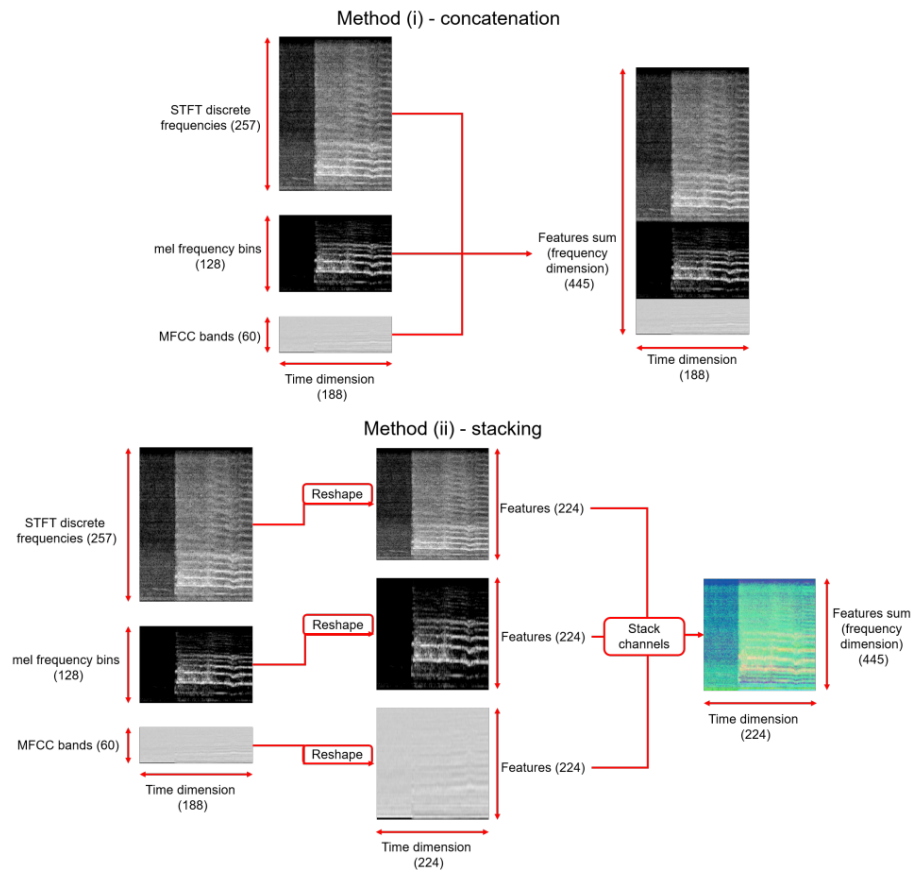 Method (i) - concatenation
STFT discrete
frequencies (257)
mel frequency bins
(128)
MFCC bands (60)
Time dimension
(188)
Features sum
(frequency
dimension)
(445)
Time dimension
(188)
Method (ii) - stacking
STFT discrete
frequencies (257)
mel frequency bins
(128)
MFCC bands (60)
Time dimension
(188)
Reshape
Reshape
Reshape
Features (224)
Features (224)
Features (224)
Time dimension
(224)
Stack
channels
Features sum
(frequency
dimension)
(445)
Time dimension
(224)